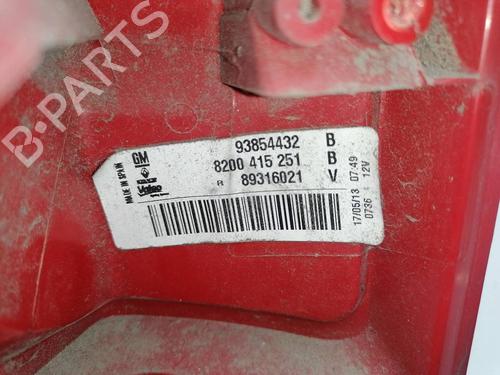 93854432 B
8200 415 251 B
R 89316021 V
MADE IN SPAIN
GM
Valeo
17/05/13 07:49
0736 * 12V
B-PARTS